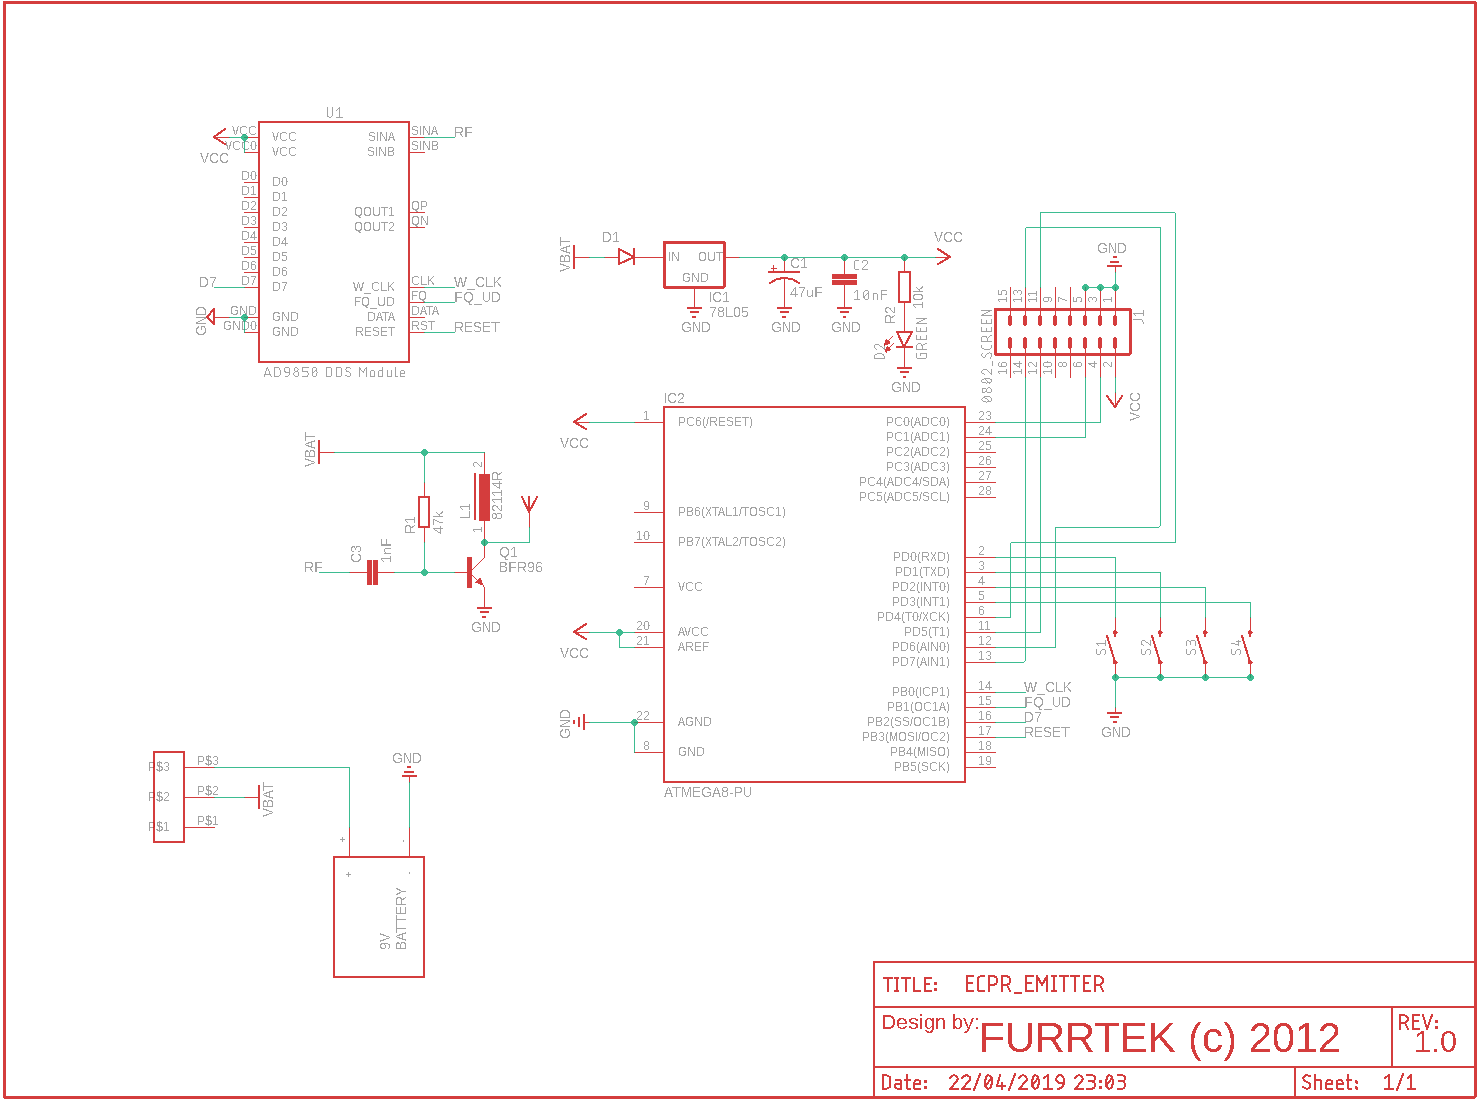 U1
VCC VCC SINA SINA RF
VCC0 VCC SINB SINB
VCC
D0 D0
D1 D1
D2 D2 QOUT1 QP
D3 D3 QOUT2 QN
D4 D4
D5 D5
D6 D6
D7 D7 D7 W_CLK CLK W_CLK
FQ_UD FQ FQ_UD
GND GND GND DATA DATA
GND0 GND RESET RST RESET
AD9850 DDS Module
VBAT D1 IN OUT GND VCC
IC1
78L05
GND
C1
47uF
GND
C2
10nF
GND
R2
10k
D2
GREEN
GND
GND
15 13 11 9 7 5 3 1
J1
0802_SCREEN
16 14 12 10 8 6 4 2
VCC
VBAT
R1
47k
L1
82114R
2
1
RF
C3
1nF
Q1
BFR96
GND
IC2
VCC 1 PC6(/RESET)
9 PB6(XTAL1/TOSC1)
10 PB7(XTAL2/TOSC2)
7 VCC
20 AVCC
VCC 21 AREF
GND 22 AGND
8 GND
PC0(ADC0) 23
PC1(ADC1) 24
PC2(ADC2) 25
PC3(ADC3) 26
PC4(ADC4/SDA) 27
PC5(ADC5/SCL) 28
PD0(RXD) 2
PD1(TXD) 3
PD2(INT0) 4
PD3(INT1) 5
PD4(T0/XCK) 6
PD5(T1) 11
PD6(AIN0) 12
PD7(AIN1) 13
PB0(ICP1) 14 W_CLK
PB1(OC1A) 15 FQ_UD
PB2(SS/OC1B) 16 D7
PB3(MOSI/OC2) 17 RESET
PB4(MISO) 18
PB5(SCK) 19
ATMEGA8-PU
S1 S2 S3 S4
GND
P$3 P$3
P$2 P$2 VBAT
P$1 P$1
GND
+ -
+ -
9V
BATTERY
TITLE: ECPR_EMITTER
Design by: FURRTEK (c) 2012
REV: 1.0
Date: 22/04/2019 23:03
Sheet: 1/1